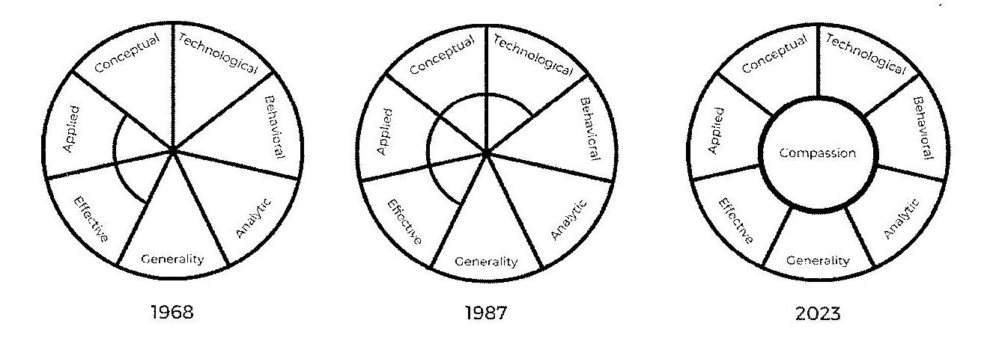 Conceptual
Technological
Applied
Behavioral
Effective
Analytic
Generality
1968
Conceptual
Technological
Applied
Behavioral
Effective
Analytic
Generality
1987
Conceptual
Technological
Applied
Behavioral
Compassion
Effective
Analytic
Generality
2023